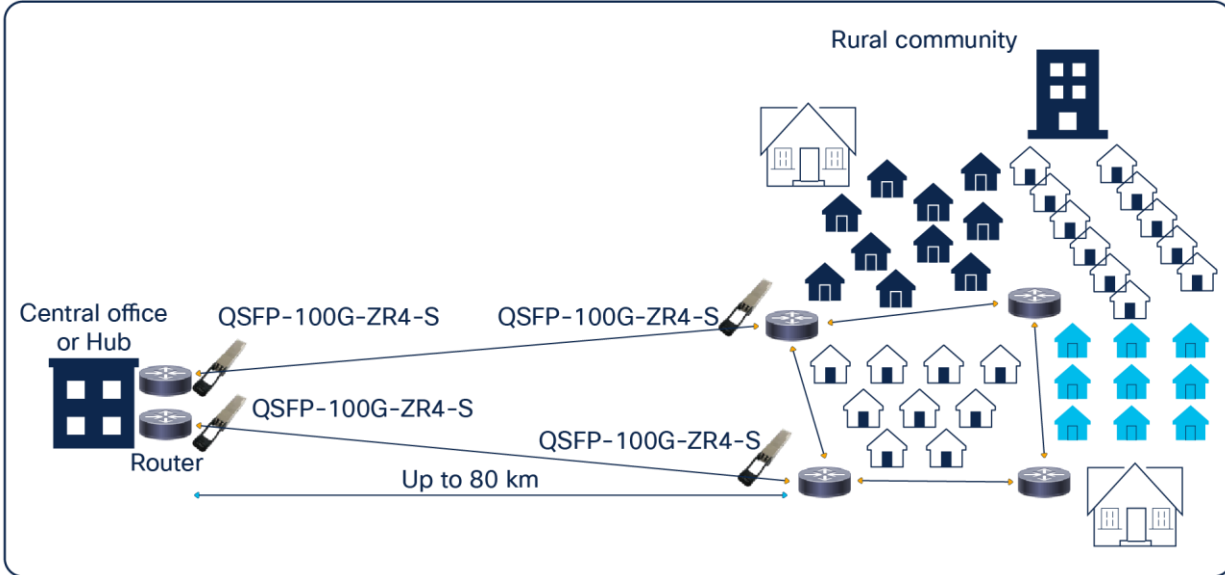 Rural community
Central office
or Hub
QSFP-100G-ZR4-S
QSFP-100G-ZR4-S
QSFP-100G-ZR4-S
QSFP-100G-ZR4-S
Router
Up to 80 km